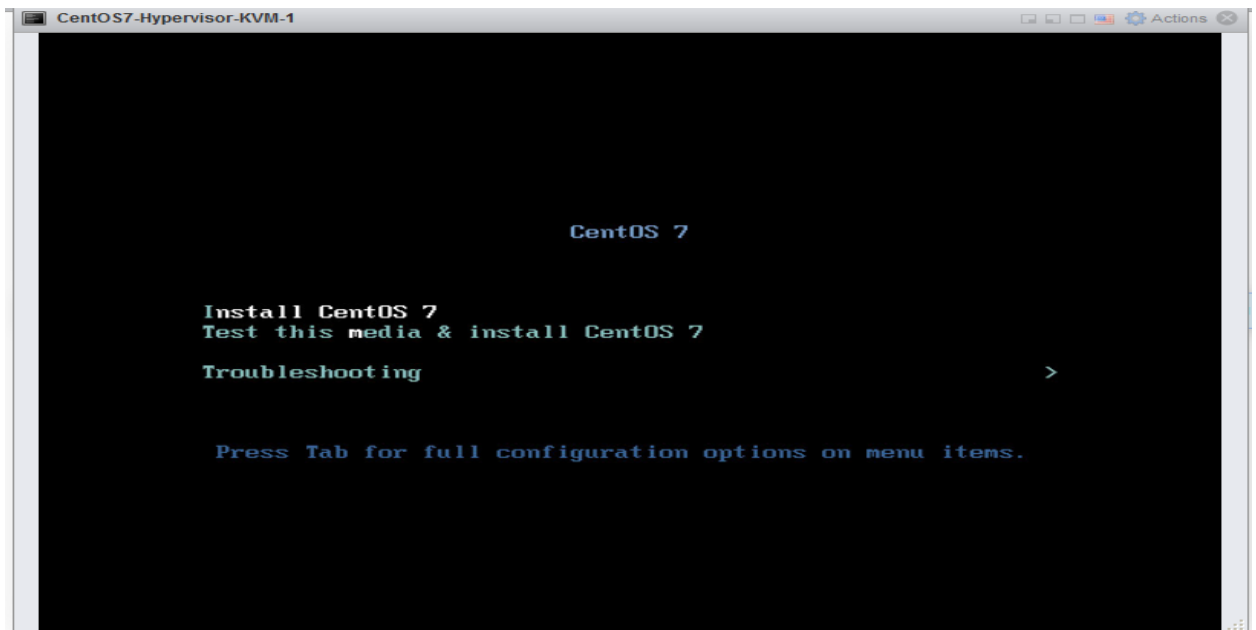 CentOS7-Hypervisor-KVM-1
Actions
CentOS 7
Install CentOS 7
Test this media & install CentOS 7
Troubleshooting >
Press Tab for full configuration options on menu items.